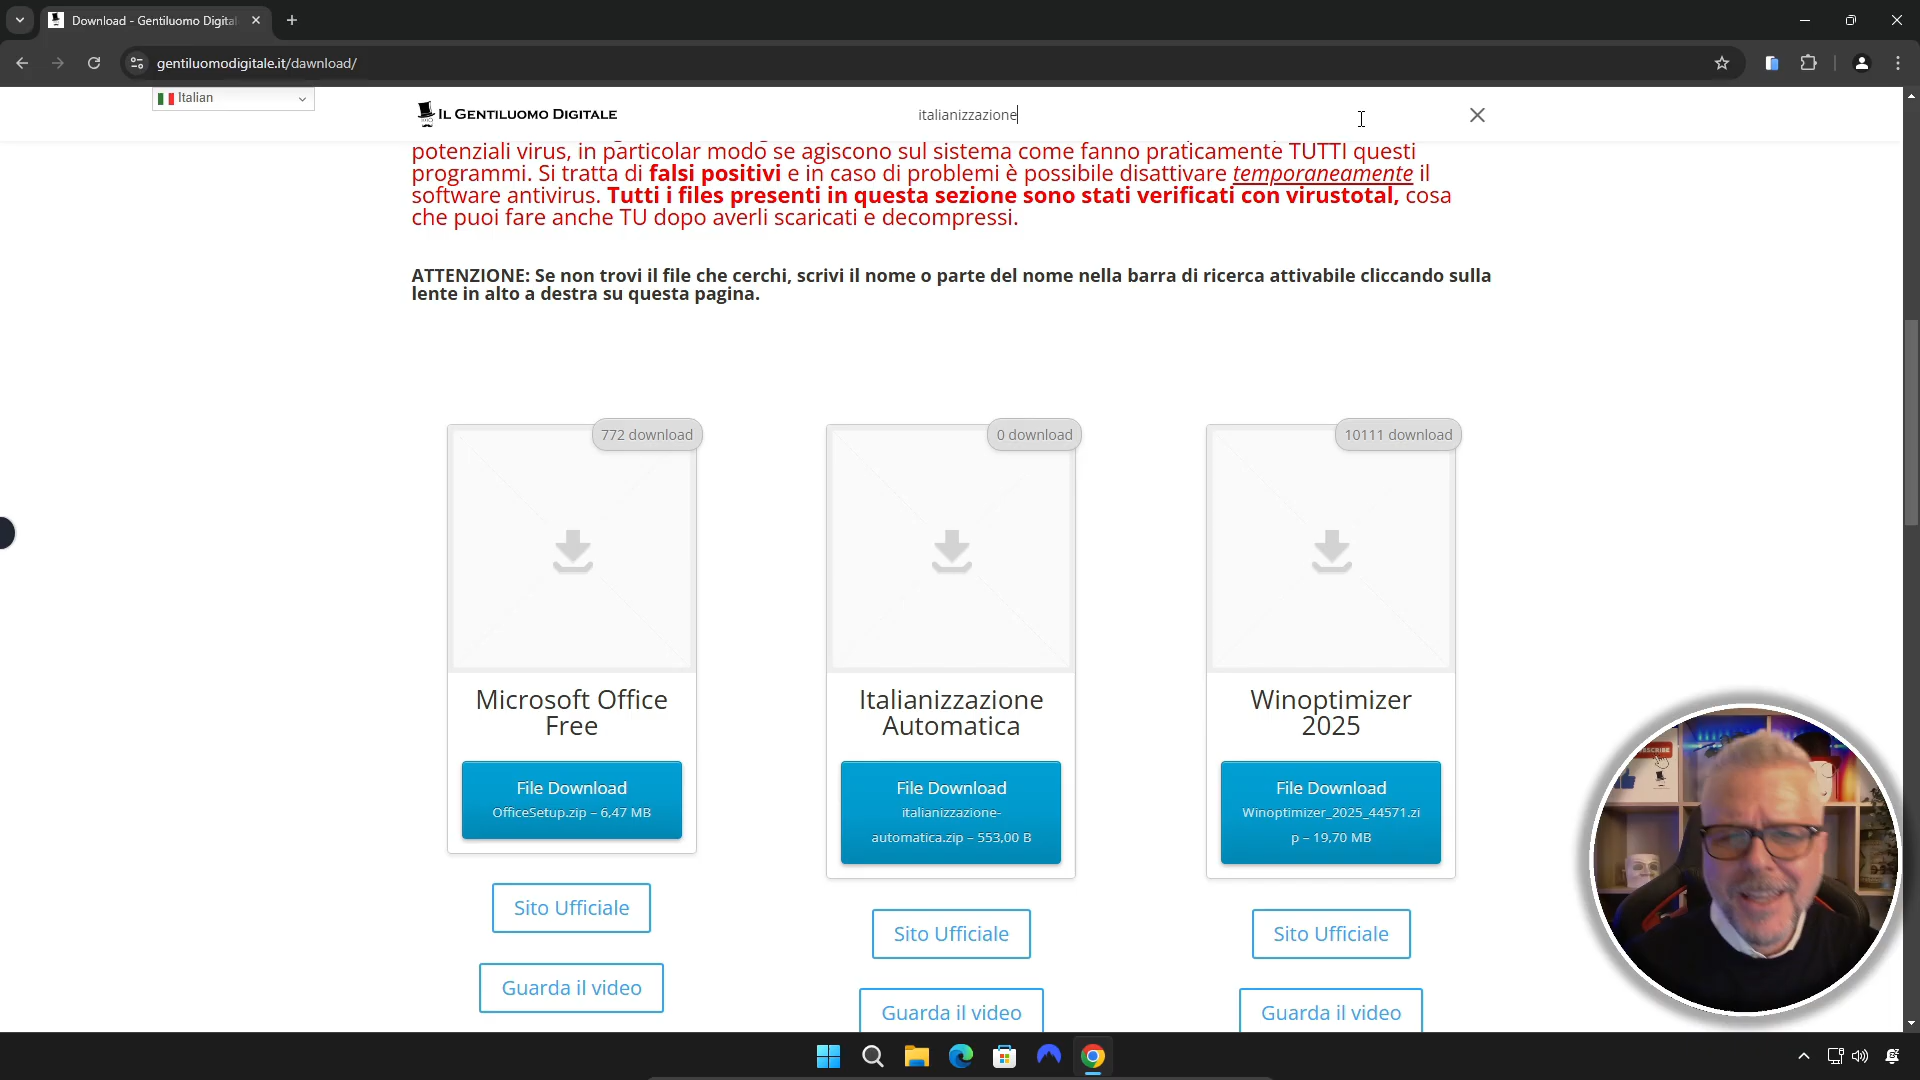 Download - Gentiluomo Digital
gentiluomodigitale.it/dawnload/
Italian
IL GENTILUOMO DIGITALE
italianizzazione
potenziali virus, in particolar modo se agiscono sul sistema come fanno praticamente TUTTI questi
programmi. Si tratta di falsi positivi e in caso di problemi è possibile disattivare temporaneamente il
software antivirus. Tutti i files presenti in questa sezione sono stati verificati con virustotal, cosa
che puoi fare anche TU dopo averli scaricati e decompressi.
ATTENZIONE: Se non trovi il file che cerchi, scrivi il nome o parte del nome nella barra di ricerca attivabile cliccando sulla
lente in alto a destra su questa pagina.
772 download
0 download
10111 download
Microsoft Office
Free
Italianizzazione
Automatica
Winoptimizer
2025
File Download
OfficeSetup.zip – 6,47 MB
File Download
italianizzazione-
automatica.zip – 553,00 B
File Download
Winoptimizer_2025_44571.zi
p – 19,70 MB
Sito Ufficiale
Sito Ufficiale
Sito Ufficiale
Guarda il video
Guarda il video
Guarda il video